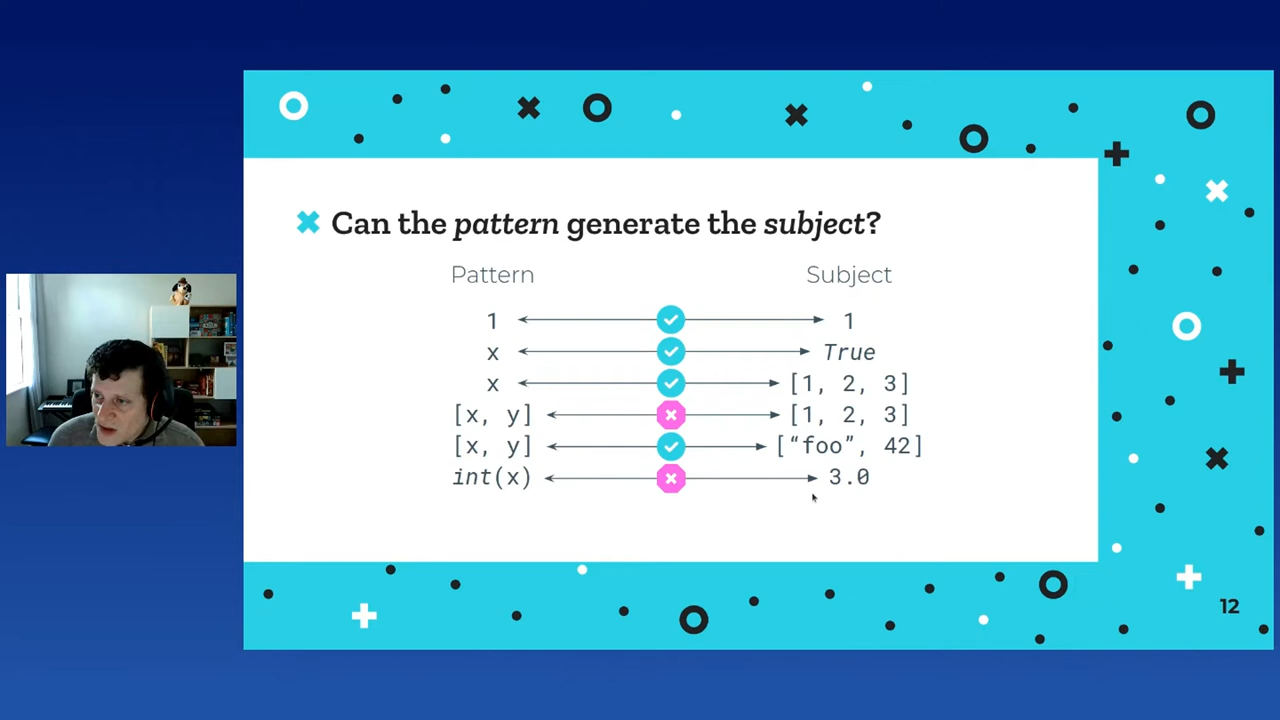 Can the pattern generate the subject?
Pattern Subject
1 1
x True
x [1, 2, 3]
[x, y] [1, 2, 3]
[x, y] [“foo”, 42]
int(x) 3.0
12